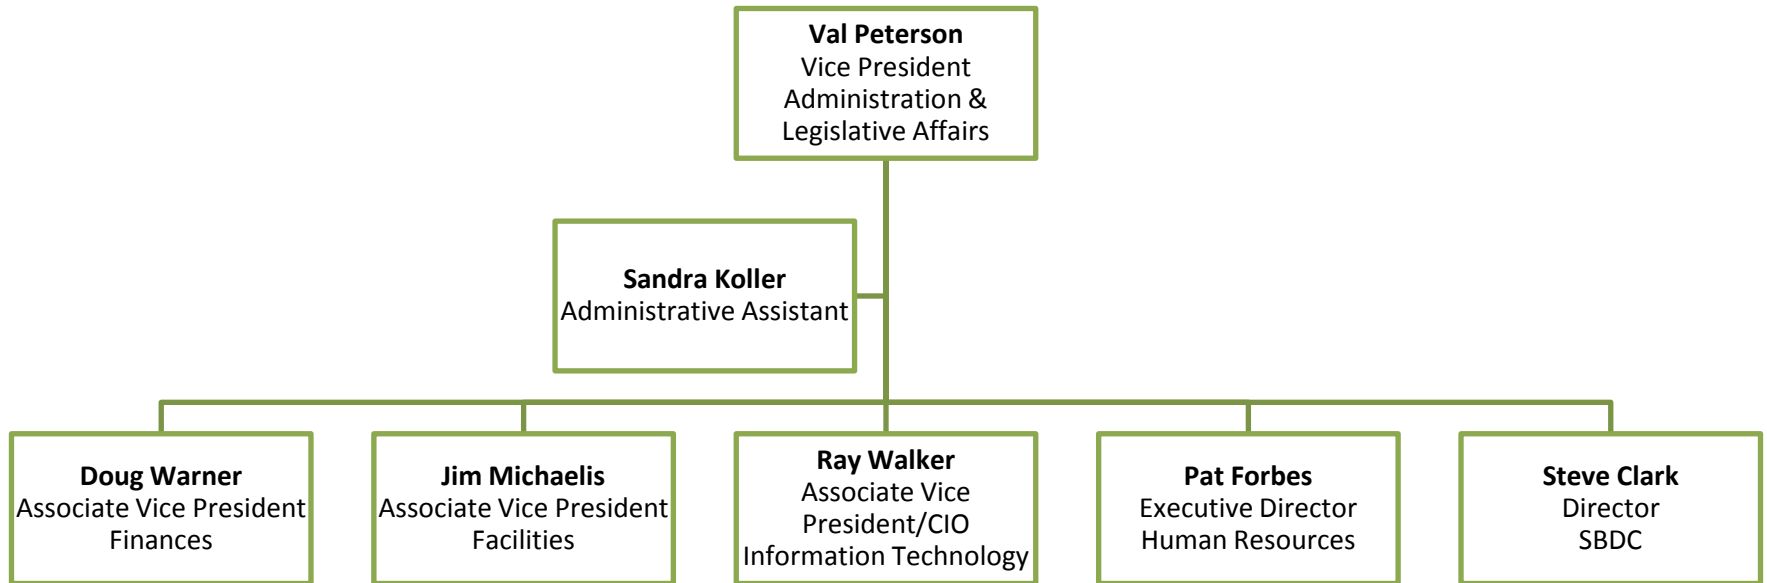 Val Peterson
Vice President
Administration &
Legislative Affairs
Sandra Koller
Administrative Assistant
Doug Warner
Associate Vice President
Finances
Jim Michaelis
Associate Vice President
Facilities
Ray Walker
Associate Vice
President/CIO
Information Technology
Pat Forbes
Executive Director
Human Resources
Steve Clark
Director
SBDC